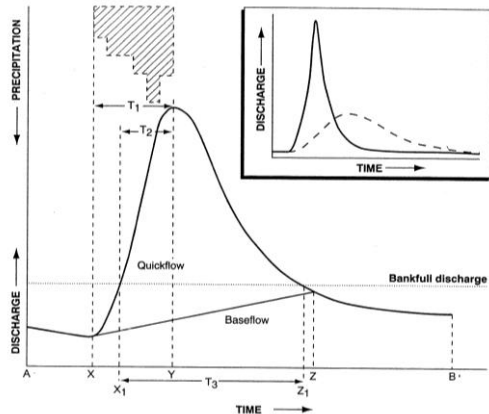 PRECIPITATION
T1
T2
DISCHARGE
TIME
Quickflow
Bankfull discharge
Baseflow
DISCHARGE
A X Y Z B
X1 T3 Z1
TIME